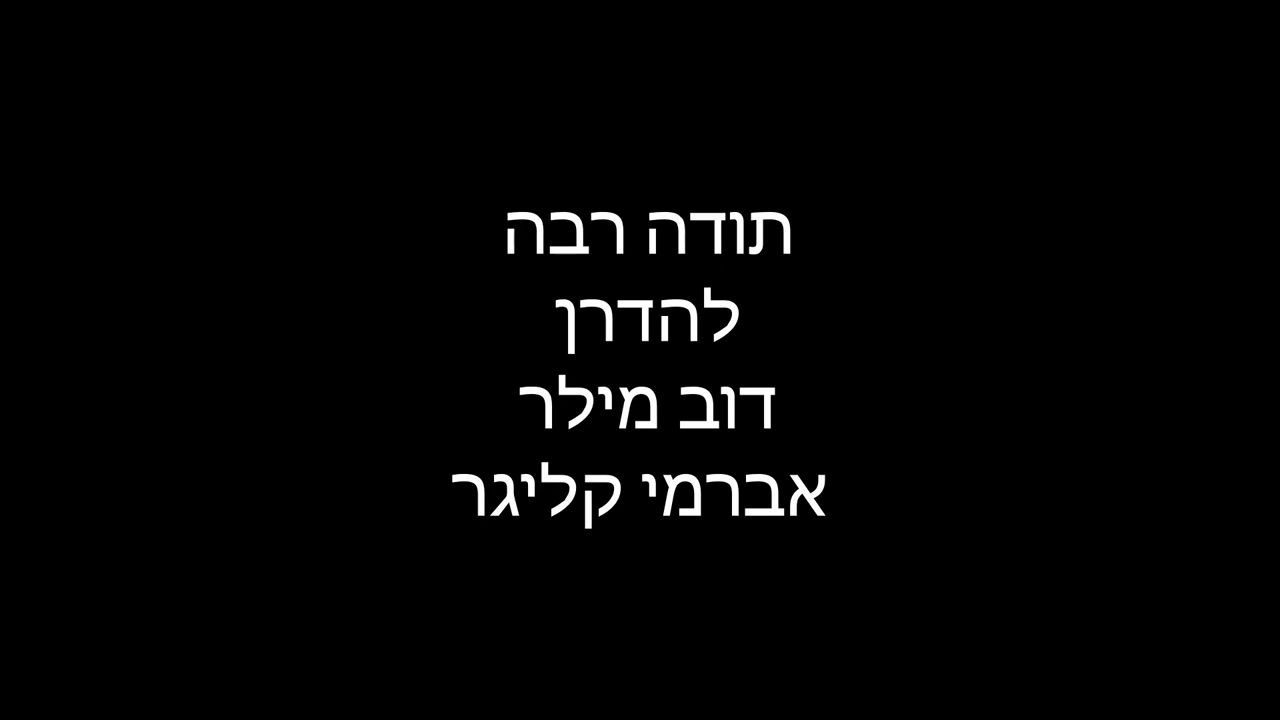 תודה רבה
להדרן
דוב מילר
אברמי קליגר